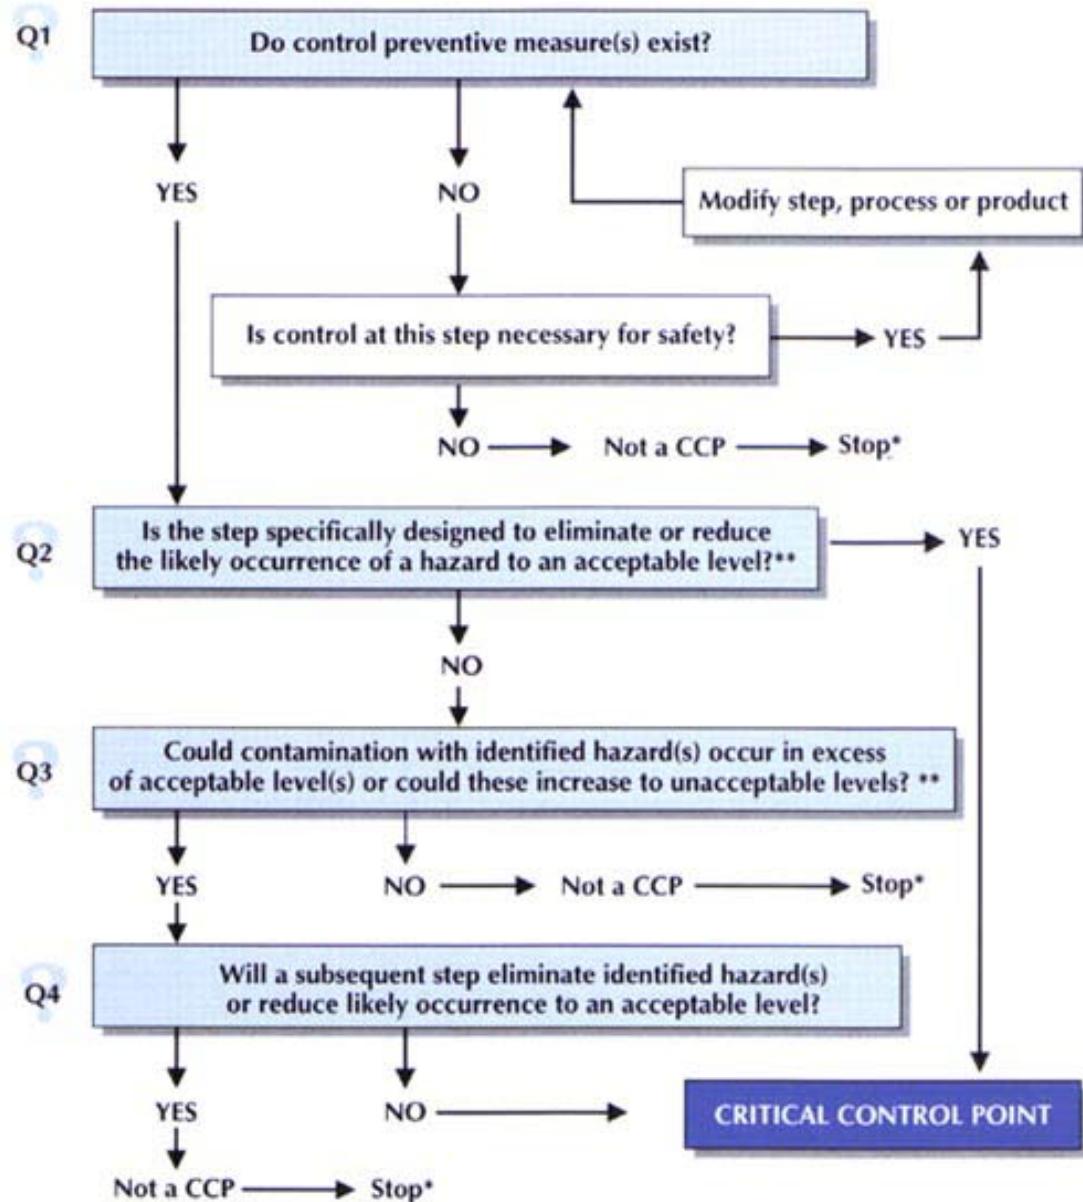 Q1
Do control preventive measure(s) exist?
YES
NO
Modify step, process or product
Is control at this step necessary for safety?
YES
NO
Not a CCP
Stop*
Q2
Is the step specifically designed to eliminate or reduce
the likely occurrence of a hazard to an acceptable level?**
YES
NO
Q3
Could contamination with identified hazard(s) occur in excess
of acceptable level(s) or could these increase to unacceptable levels? **
YES
NO
Not a CCP
Stop*
Q4
Will a subsequent step eliminate identified hazard(s)
or reduce likely occurrence to an acceptable level?
YES
NO
CRITICAL CONTROL POINT
Not a CCP
Stop*